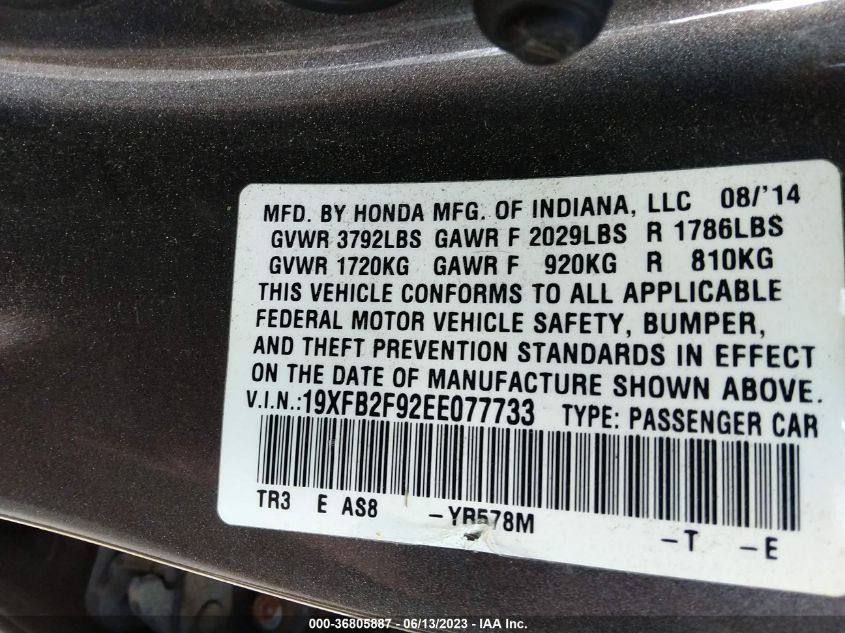 MFD. BY HONDA MFG. OF INDIANA, LLC 08/'14
GVWR 3792LBS GAWR F 2029LBS R 1786LBS
GVWR 1720KG GAWR F 920KG R 810KG
THIS VEHICLE CONFORMS TO ALL APPLICABLE
FEDERAL MOTOR VEHICLE SAFETY, BUMPER,
AND THEFT PREVENTION STANDARDS IN EFFECT
ON THE DATE OF MANUFACTURE SHOWN ABOVE.
V.I.N.:19XFB2F92EE077733 TYPE: PASSENGER CAR
TR3 E AS8 -YR578M -T -E
000-36805887 - 06/13/2023 - IAA Inc.